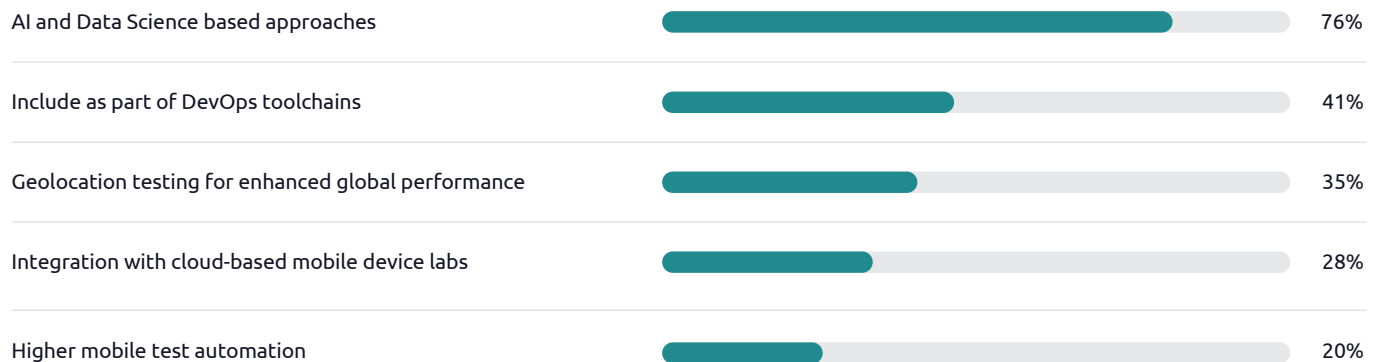 AI and Data Science based approaches 76%
Include as part of DevOps toolchains 41%
Geolocation testing for enhanced global performance 35%
Integration with cloud-based mobile device labs 28%
Higher mobile test automation 20%